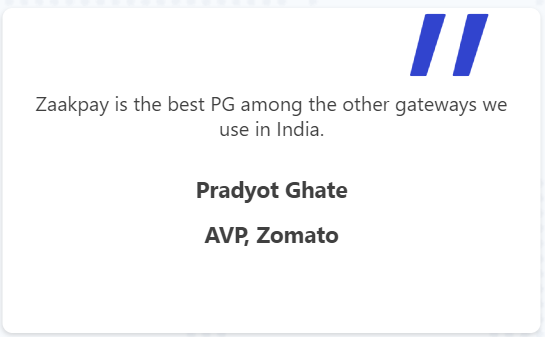 Zaakpay is the best PG among the other gateways we
use in India.
Pradyot Ghate
AVP, Zomato